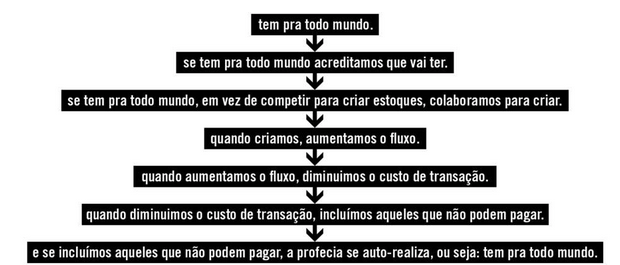 tem pra todo mundo.
se tem pra todo mundo acreditamos que vai ter.
se tem pra todo mundo, em vez de competir para criar estoques, colaboramos para criar.
quando criamos, aumentamos o fluxo.
quando aumentamos o fluxo, diminuimos o custo de transação.
quando diminuimos o custo de transação, incluímos aqueles que não podem pagar.
e se incluímos aqueles que não podem pagar, a profecia se auto-realiza, ou seja: tem pra todo mundo.